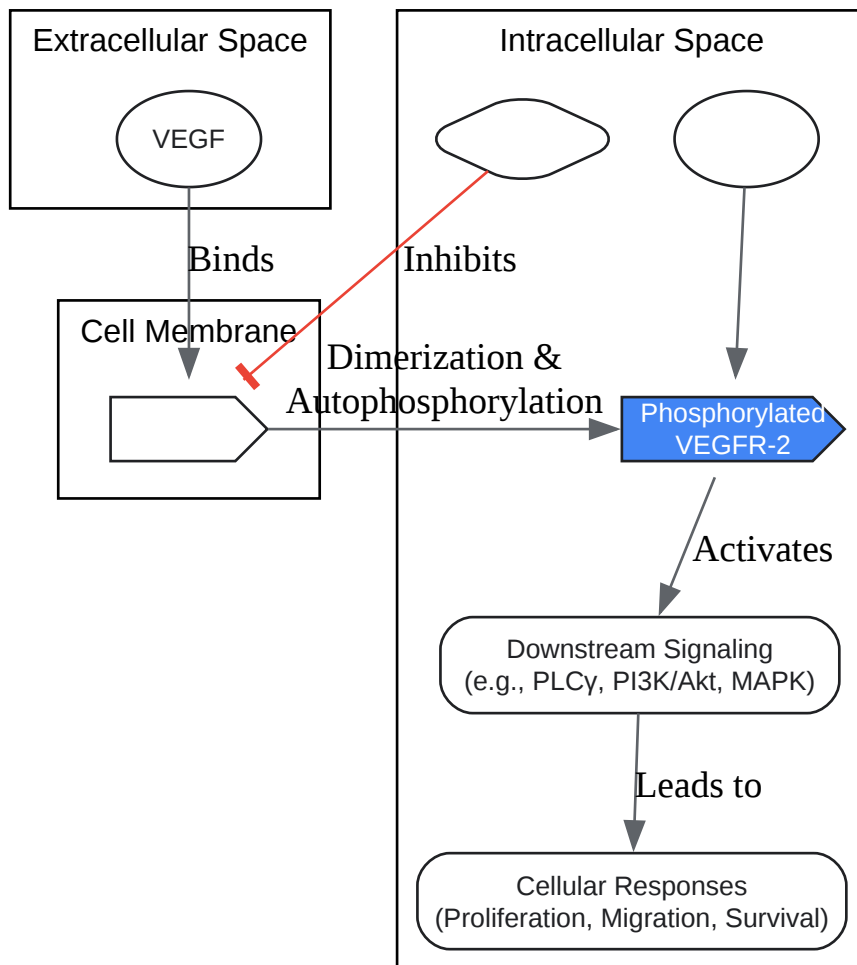 Extracellular Space
Intracellular Space
VEGF
Binds
Inhibits
Cell Membrane
Dimerization &
Autophosphorylation
Phosphorylated
VEGFR-2
Activates
Downstream Signaling
(e.g., PLCγ, PI3K/Akt, MAPK)
Leads to
Cellular Responses
(Proliferation, Migration, Survival)